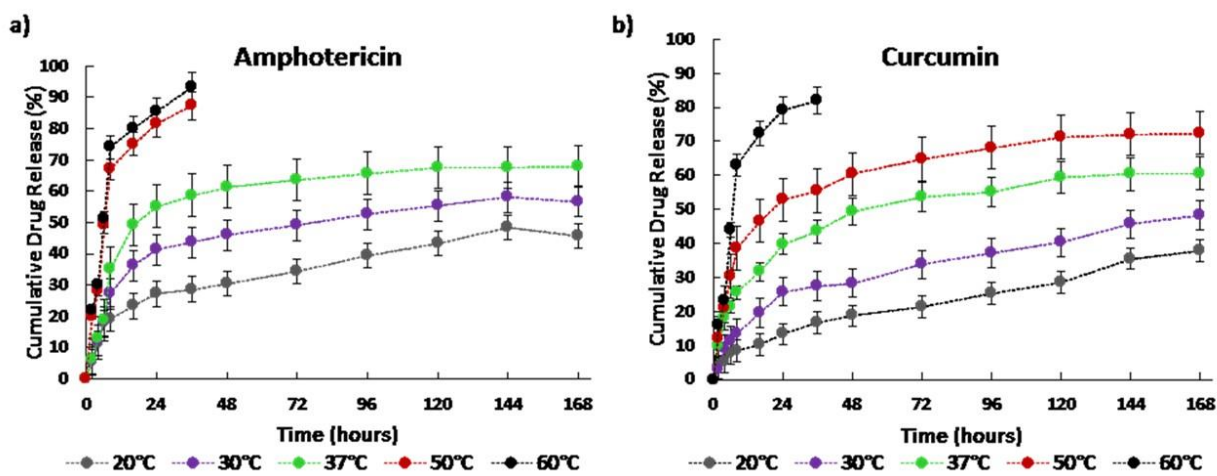 a)
Amphotericin
Cumulative Drug Release (%)
100
90
80
70
60
50
40
30
20
10
0
0 24 48 72 96 120 144 168
Time (hours)
20°C 30°C 37°C 50°C 60°C
b)
Curcumin
Cumulative Drug Release (%)
100
90
80
70
60
50
40
30
20
10
0
0 24 48 72 96 120 144 168
Time (hours)
20°C 30°C 37°C 50°C 60°C